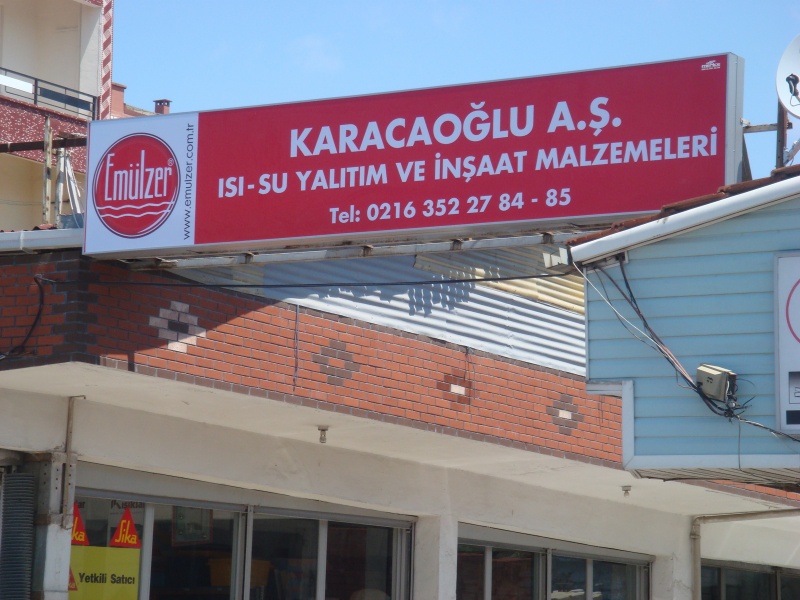 KARACAOĞLU A.Ş.
ISI - SU YALITIM VE İNŞAAT MALZEMELERİ
Tel: 0216 352 27 84 - 85
Emülzer®
www.emulzer.com.tr
Sika
Sika
Yetkili Satıcı